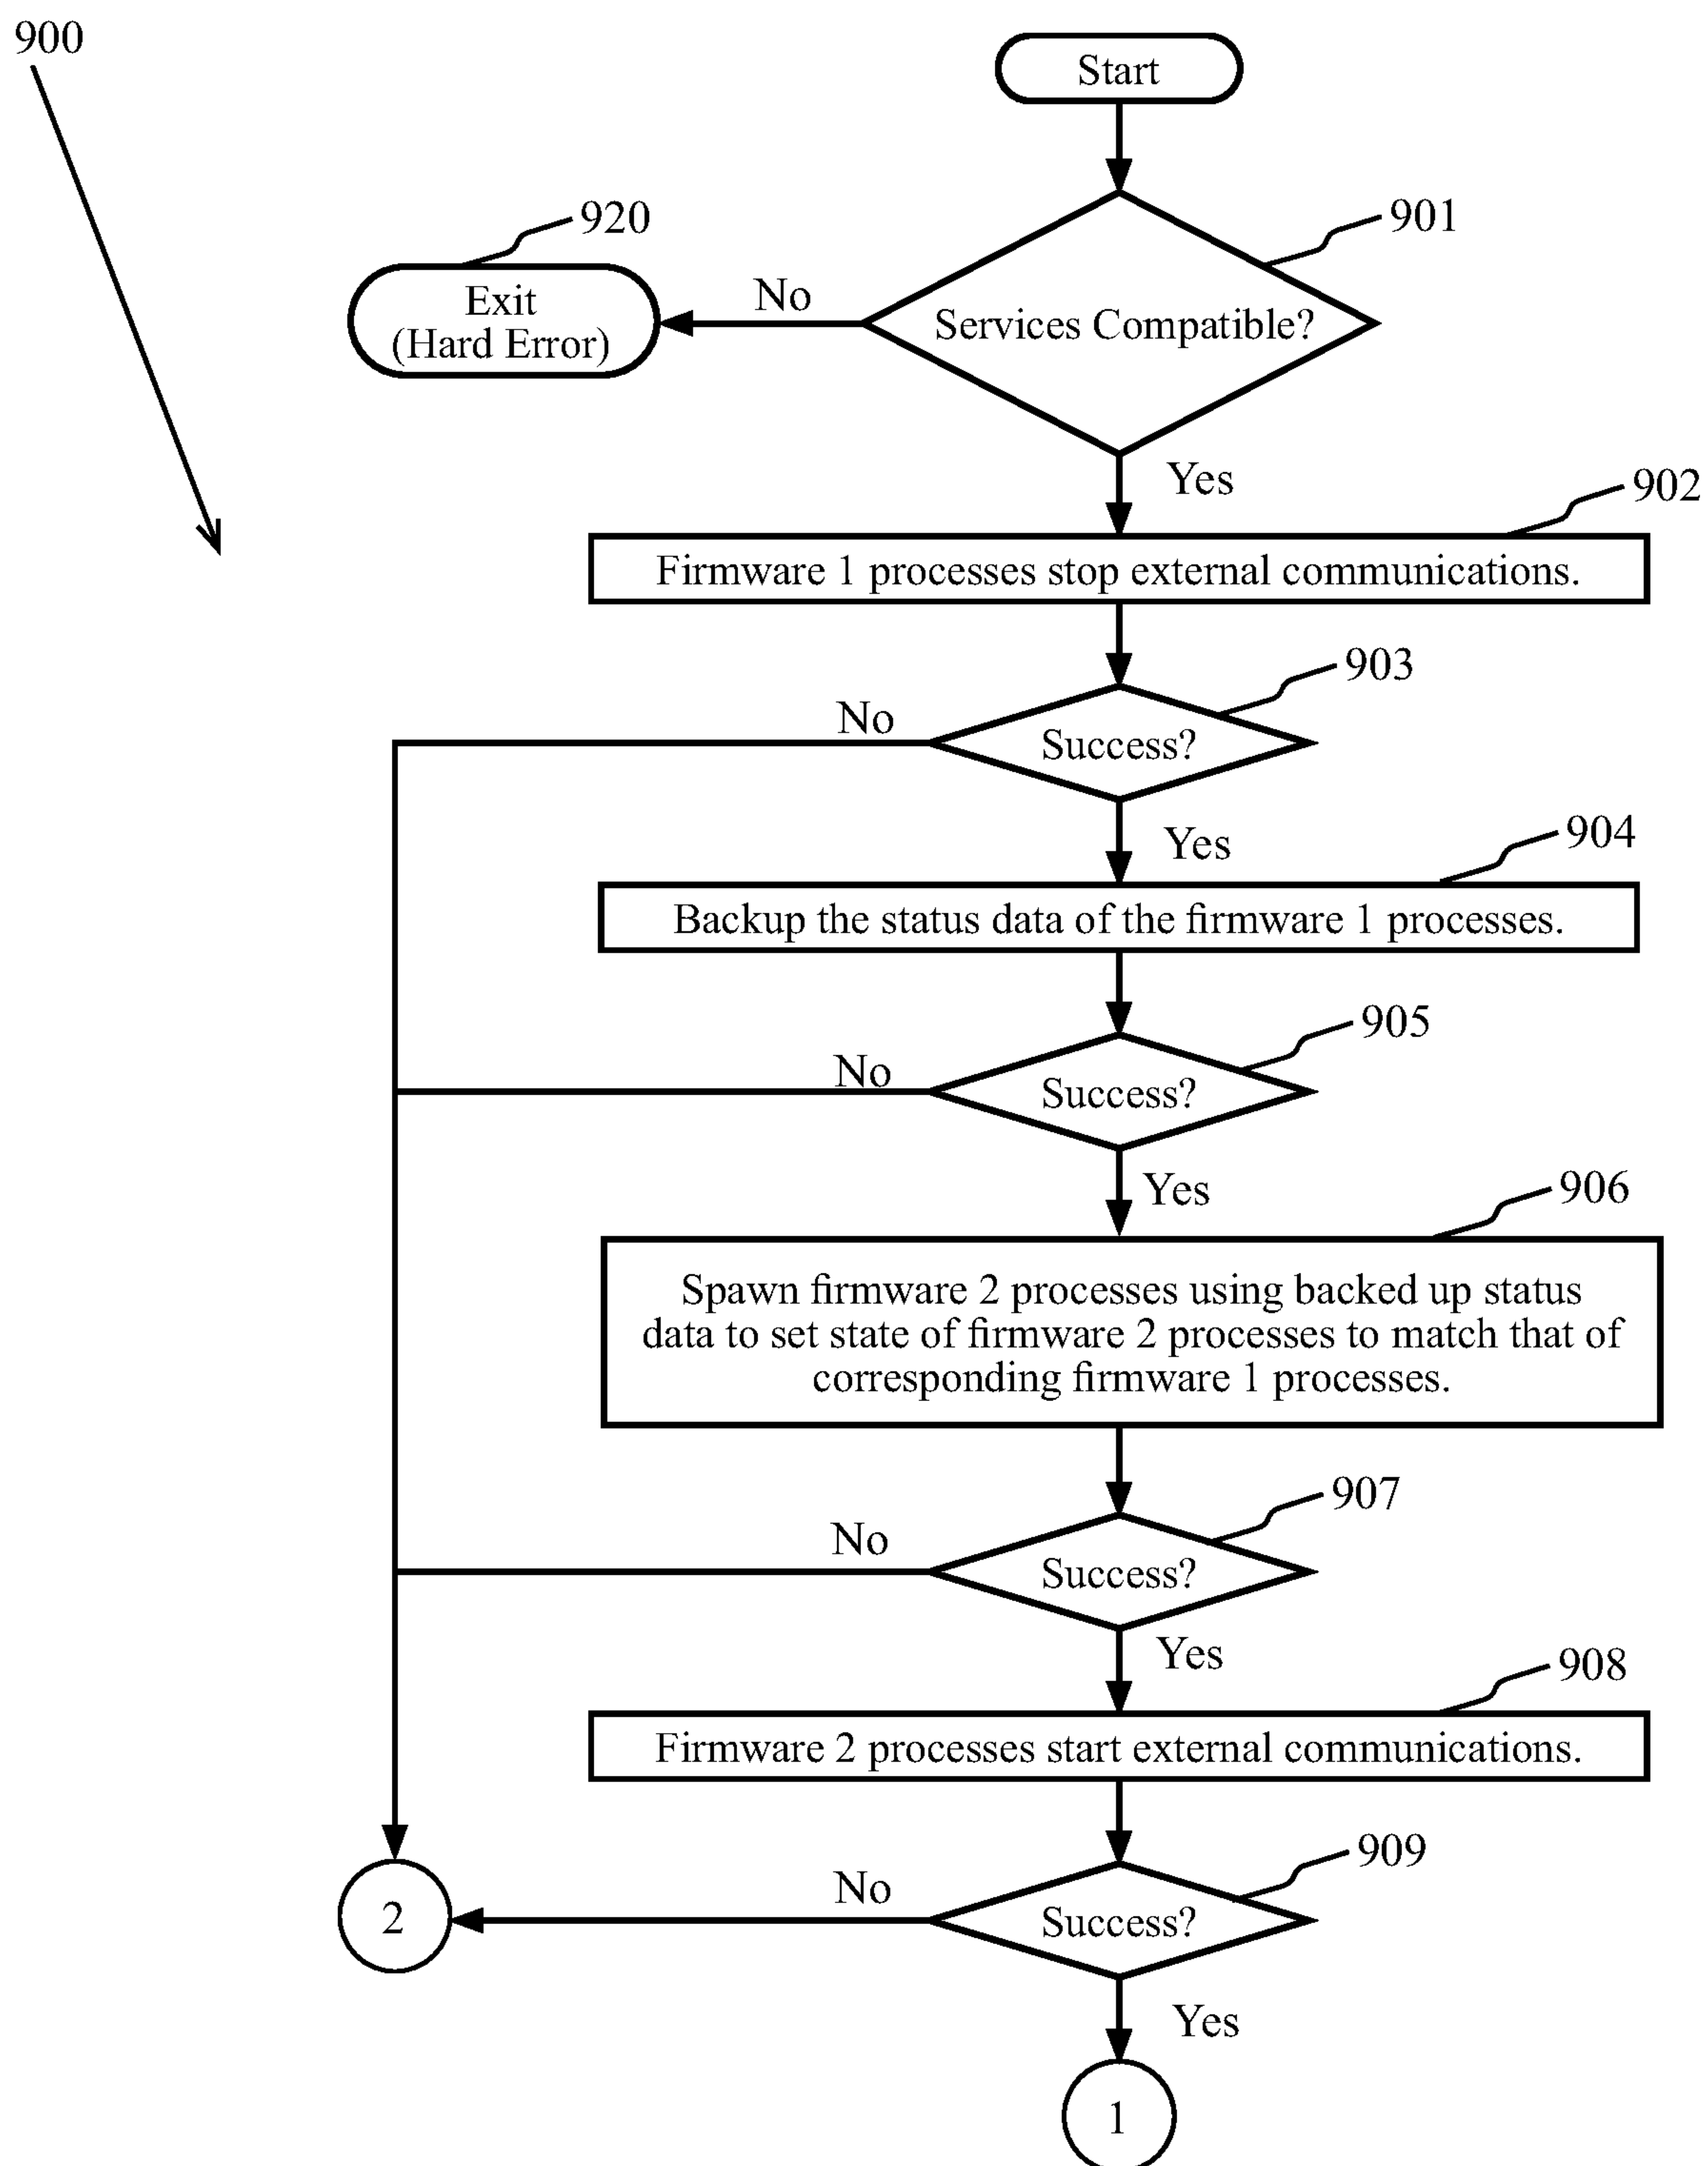 900
Start
920
901
Exit
(Hard Error)
No
Services Compatible?
Yes
902
Firmware 1 processes stop external communications.
903
No
Success?
Yes
904
Backup the status data of the firmware 1 processes.
905
No
Success?
Yes
906
Spawn firmware 2 processes using backed up status
data to set state of firmware 2 processes to match that of
corresponding firmware 1 processes.
907
No
Success?
Yes
908
Firmware 2 processes start external communications.
909
No
2
Success?
Yes
1